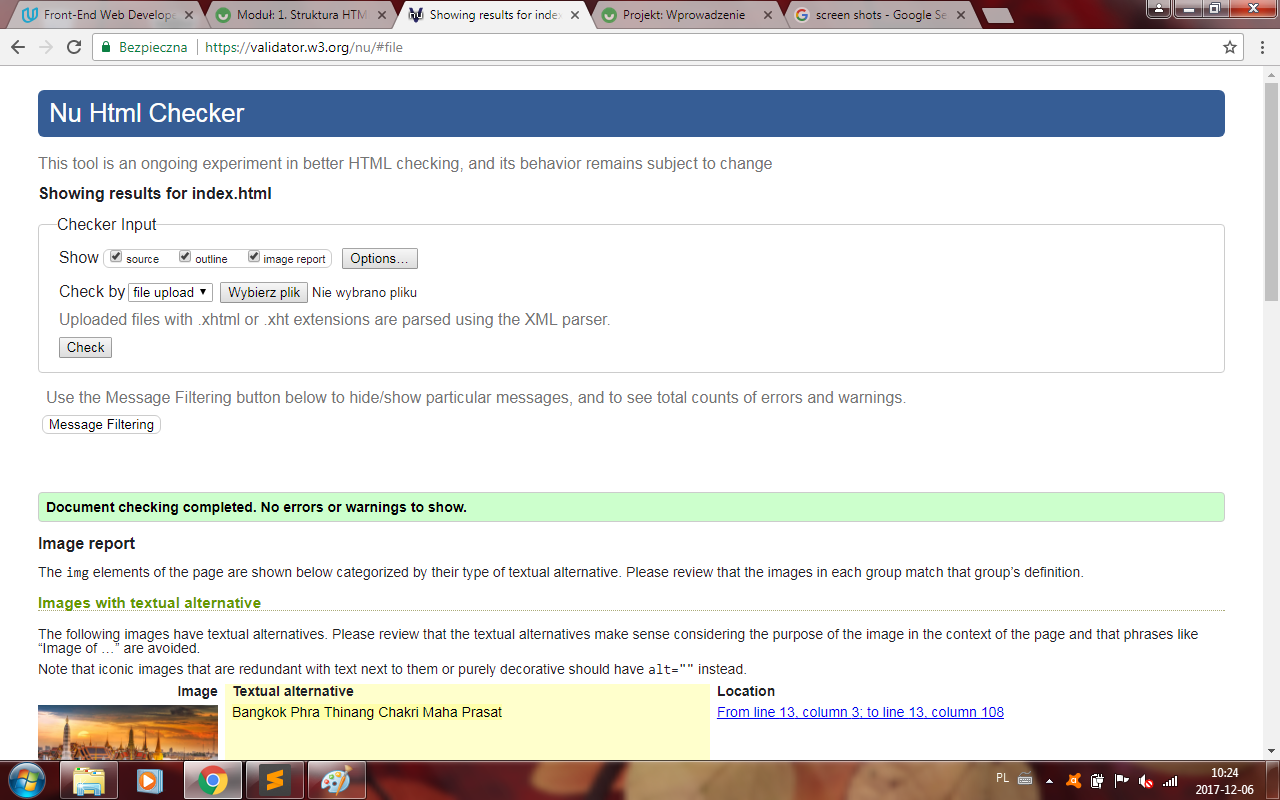 Front-End Web Develope
Moduł: 1. Struktura HTM
Showing results for index
Projekt: Wprowadzenie
screen shots - Google Se
Bezpieczna
https://validator.w3.org/nu/#file
Nu Html Checker
This tool is an ongoing experiment in better HTML checking, and its behavior remains subject to change
Showing results for index.html
Checker Input
Show source outline image report Options...
Check by file upload Wybierz plik Nie wybrano pliku
Uploaded files with .xhtml or .xht extensions are parsed using the XML parser.
Check
Use the Message Filtering button below to hide/show particular messages, and to see total counts of errors and warnings.
Message Filtering
Document checking completed. No errors or warnings to show.
Image report
The img elements of the page are shown below categorized by their type of textual alternative. Please review that the images in each group match that group’s definition.
Images with textual alternative
The following images have textual alternatives. Please review that the textual alternatives make sense considering the purpose of the image in the context of the page and that phrases like
“Image of …” are avoided.
Note that iconic images that are redundant with text next to them or purely decorative should have alt="" instead.
Image Textual alternative Location
Bangkok Phra Thinang Chakri Maha Prasat From line 13, column 3; to line 13, column 108
PL
10:24
2017-12-06